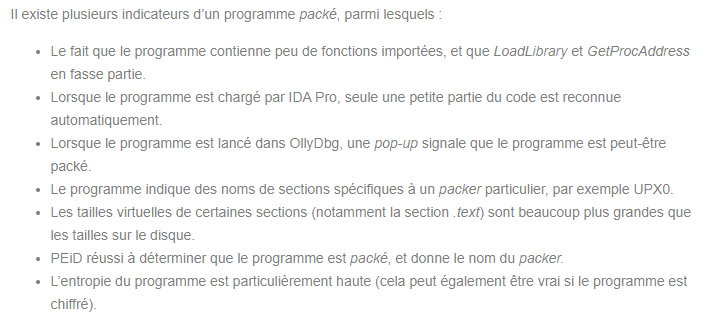 Il existe plusieurs indicateurs d'un programme packé, parmi lesquels :
• Le fait que le programme contienne peu de fonctions importées, et que LoadLibrary et GetProcAddress
en fasse partie.
• Lorsque le programme est chargé par IDA Pro, seule une petite partie du code est reconnue
automatiquement.
• Lorsque le programme est lancé dans OllyDbg, une pop-up signale que le programme est peut-être
packé.
• Le programme indique des noms de sections spécifiques à un packer particulier, par exemple UPX0.
• Les tailles virtuelles de certaines sections (notamment la section .text) sont beaucoup plus grandes que
les tailles sur le disque.
• PEiD réussi à déterminer que le programme est packé, et donne le nom du packer.
• L'entropie du programme est particulièrement haute (cela peut également être vrai si le programme est
chiffré).